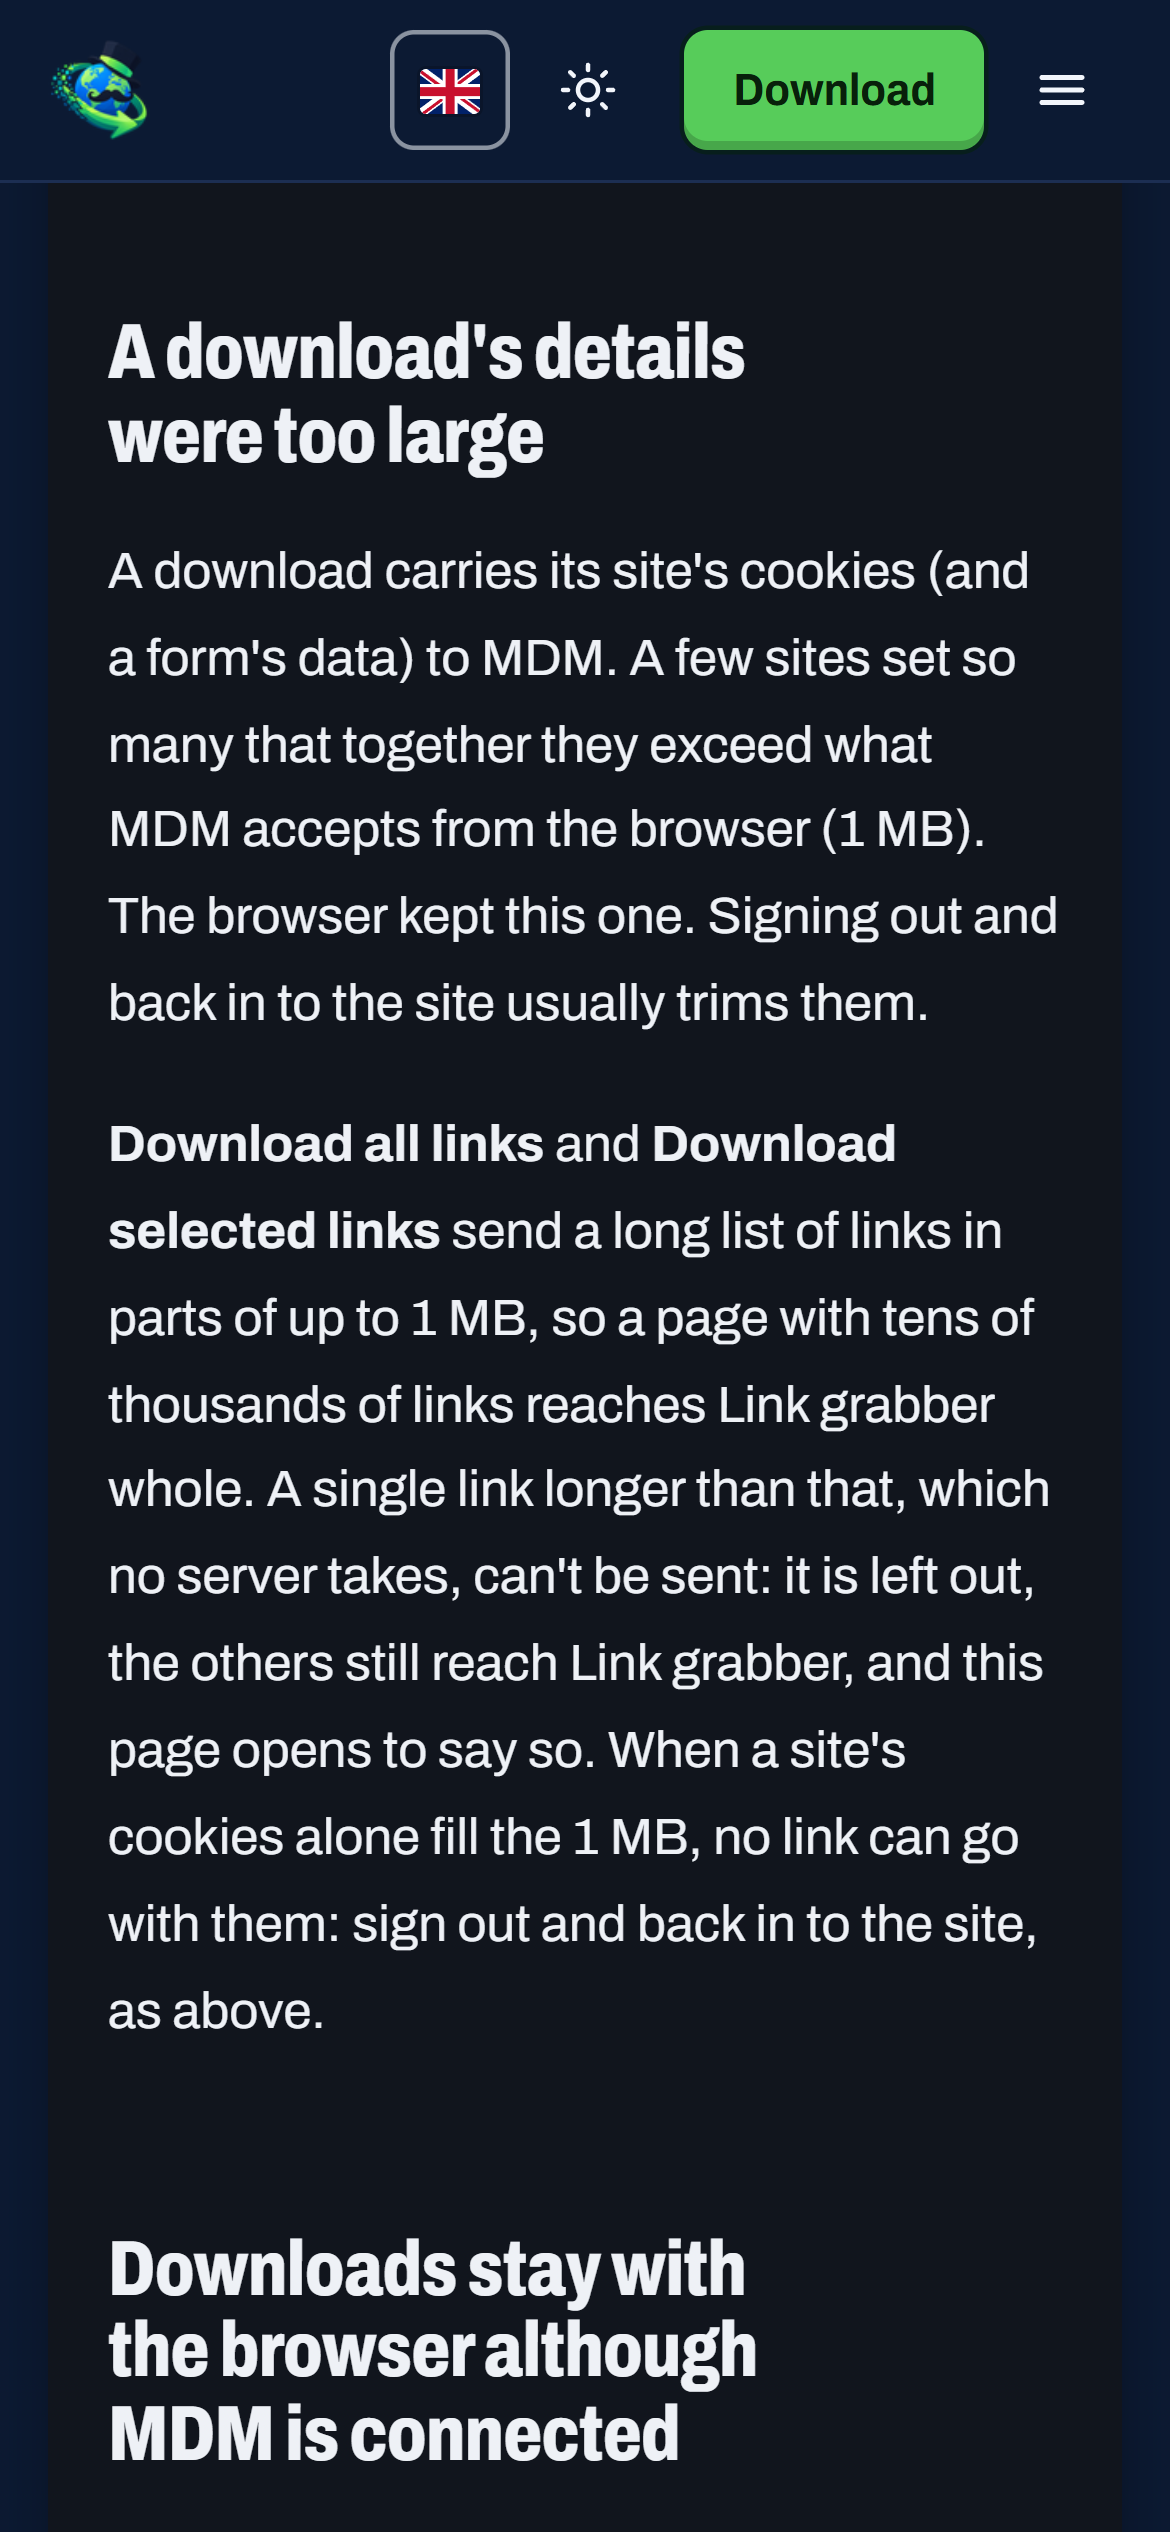 Download
A download's details
were too large
A download carries its site's cookies (and
a form's data) to MDM. A few sites set so
many that together they exceed what
MDM accepts from the browser (1 MB).
The browser kept this one. Signing out and
back in to the site usually trims them.
Download all links and Download
selected links send a long list of links in
parts of up to 1 MB, so a page with tens of
thousands of links reaches Link grabber
whole. A single link longer than that, which
no server takes, can't be sent: it is left out,
the others still reach Link grabber, and this
page opens to say so. When a site's
cookies alone fill the 1 MB, no link can go
with them: sign out and back in to the site,
as above.
Downloads stay with
the browser although
MDM is connected